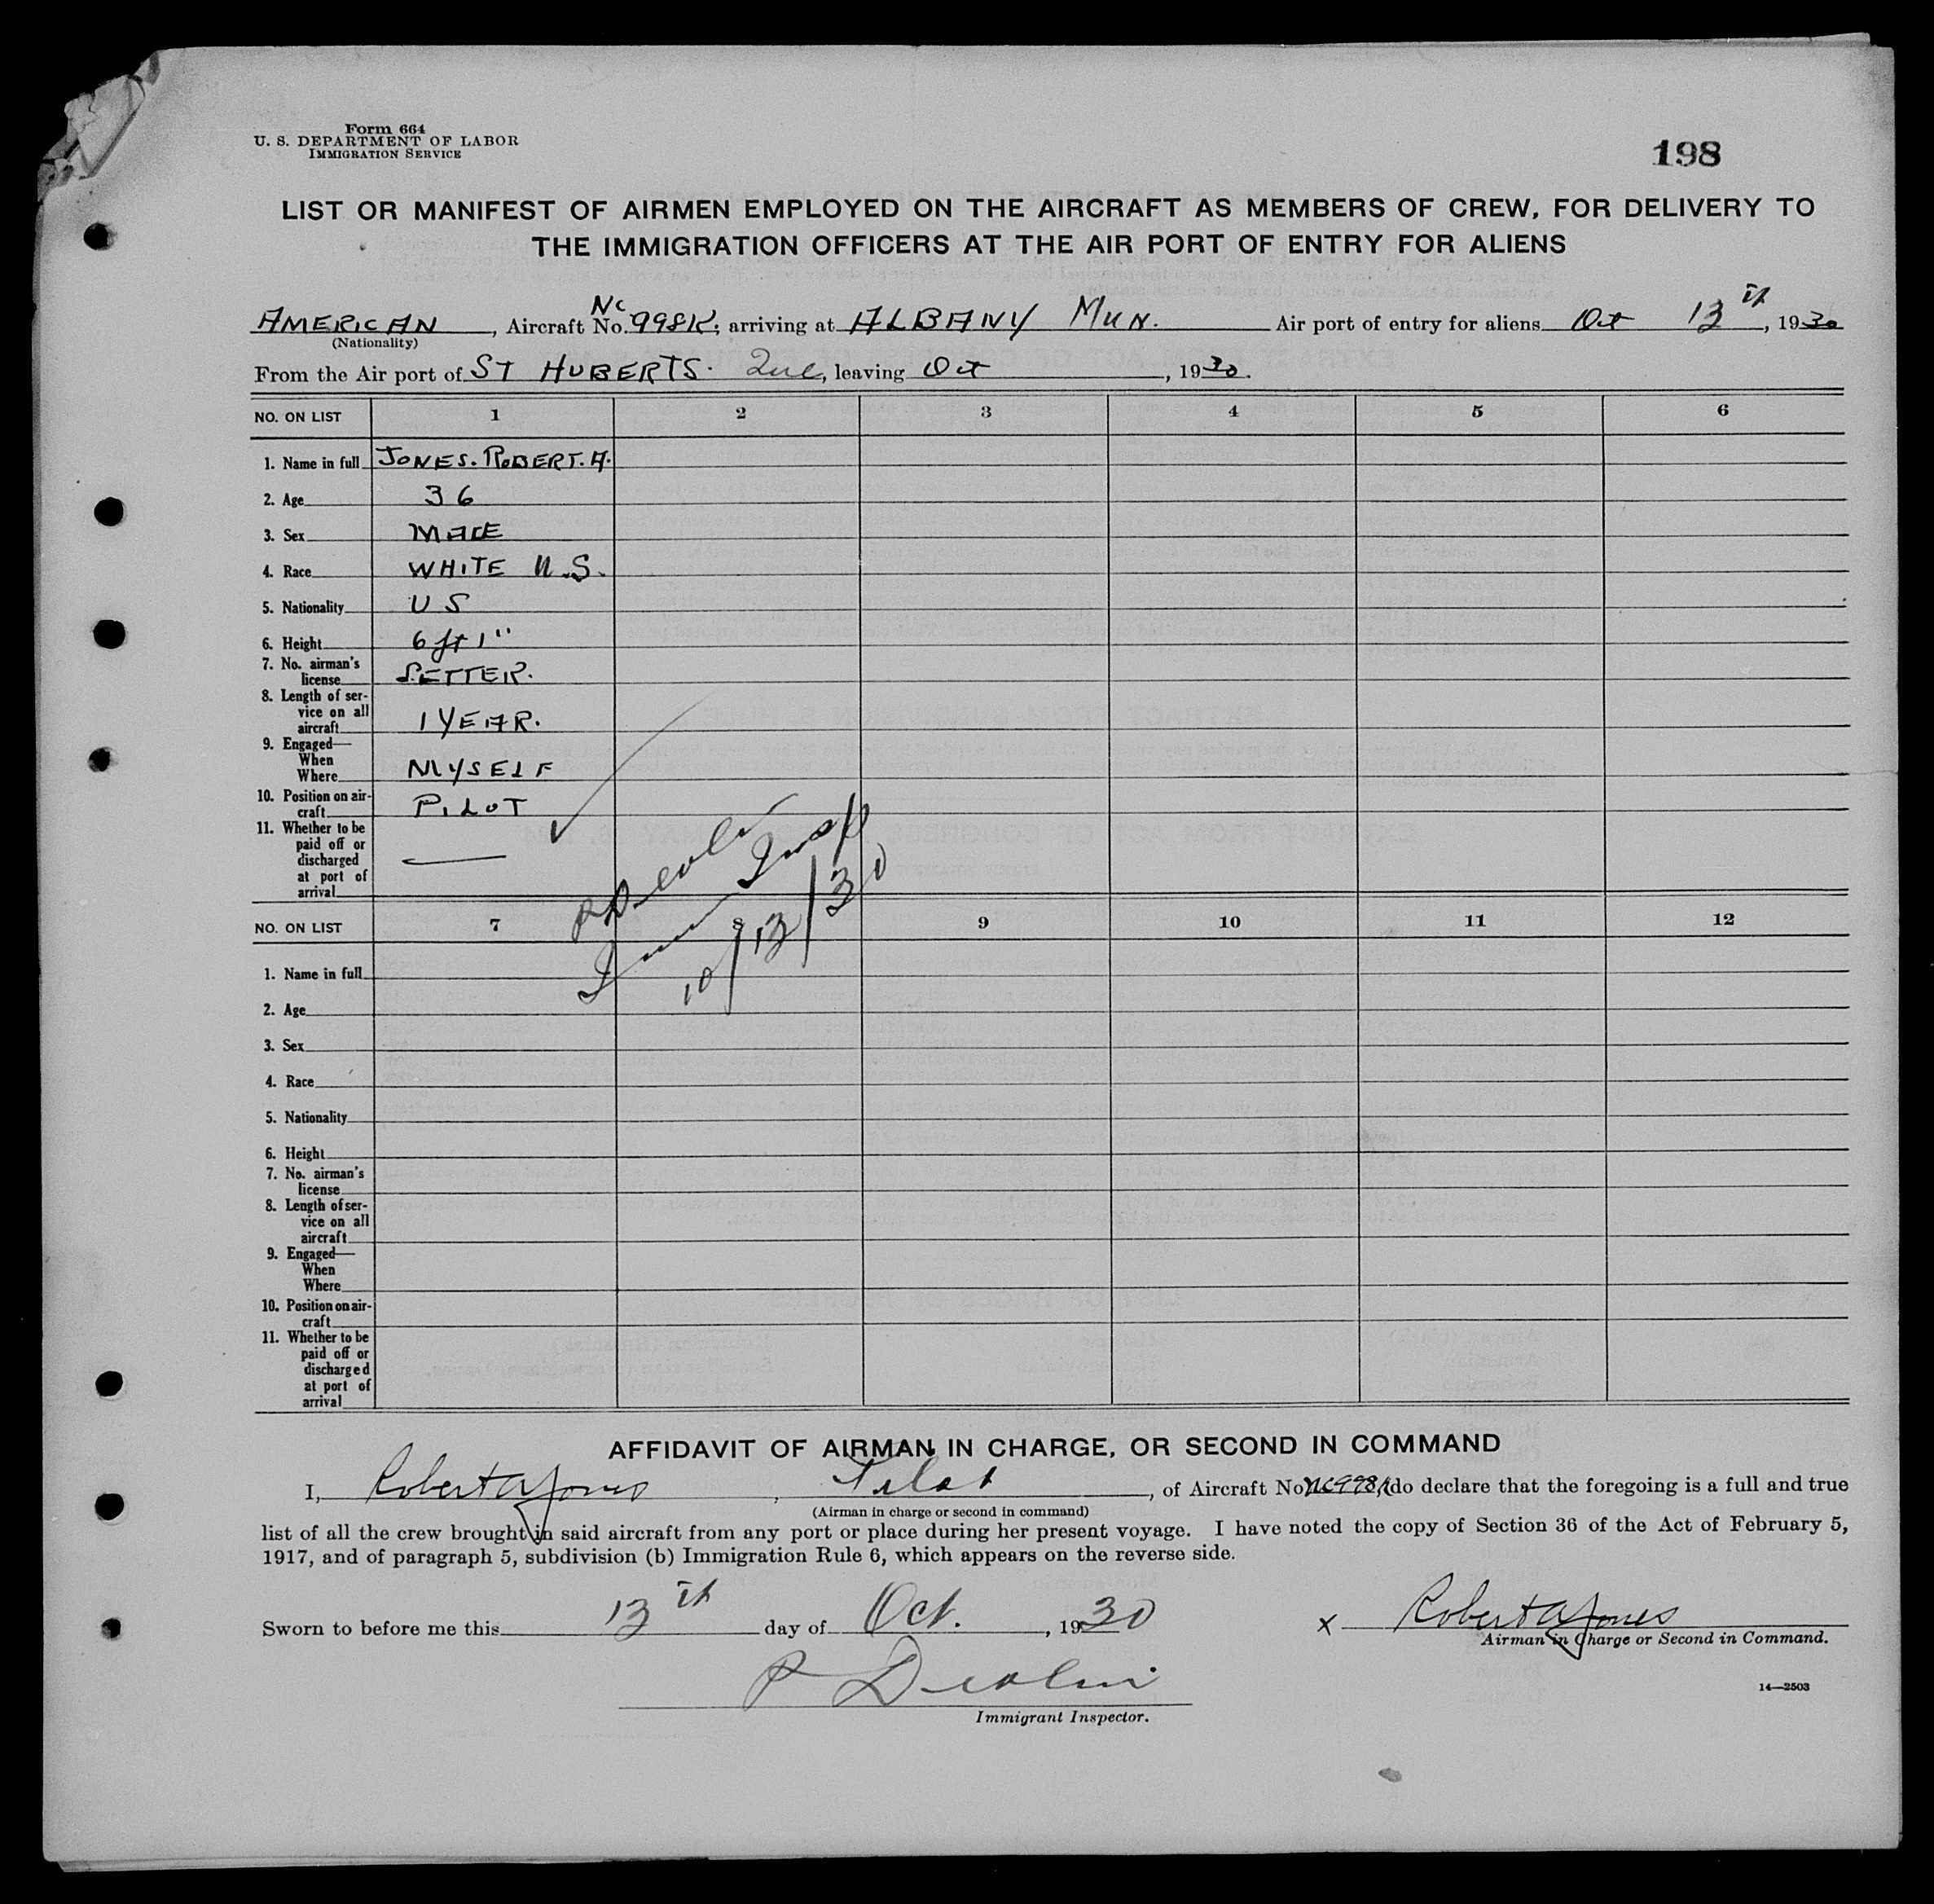 Form 664
U. S. DEPARTMENT OF LABOR
IMMIGRATION SERVICE
198
LIST OR MANIFEST OF AIRMEN EMPLOYED ON THE AIRCRAFT AS MEMBERS OF CREW, FOR DELIVERY TO
THE IMMIGRATION OFFICERS AT THE AIR PORT OF ENTRY FOR ALIENS
AMERICAN, Aircraft No. NC 998K; arriving at ALBANY MUN. Air port of entry for aliens Oct 13th, 1930
(Nationality)
From the Air port of ST HUBERTS. Que, leaving Oct, 1930.
NO. ON LIST 1 2 3 4 5 6
1. Name in full JONES. ROBERT. A.
2. Age 36
3. Sex MALE
4. Race WHITE U.S.
5. Nationality U S
6. Height 6 ft 1"
7. No. airman's
license LETTER.
8. Length of ser-
vice on all
aircraft 1 YEAR.
9. Engaged—
When
Where MYSELF
10. Position on air-
craft PILOT
11. Whether to be
paid off or
discharged
at port of
arrival —
P Devlin
Imm Insp
10/13/30
NO. ON LIST 7 8 9 10 11 12
1. Name in full
2. Age
3. Sex
4. Race
5. Nationality
6. Height
7. No. airman's
license
8. Length of ser-
vice on all
aircraft
9. Engaged—
When
Where
10. Position on air-
craft
11. Whether to be
paid off or
discharged
at port of
arrival
AFFIDAVIT OF AIRMAN IN CHARGE, OR SECOND IN COMMAND
I, Robert A Jones, Pilot, of Aircraft No. NC998K, do declare that the foregoing is a full and true
(Airman in charge or second in command)
list of all the crew brought in said aircraft from any port or place during her present voyage. I have noted the copy of Section 36 of the Act of February 5,
1917, and of paragraph 5, subdivision (b) Immigration Rule 6, which appears on the reverse side.
Sworn to before me this 13th day of Oct., 1930 x Robert A Jones
Airman in Charge or Second in Command.
P Devlin
Immigrant Inspector.
14—2503